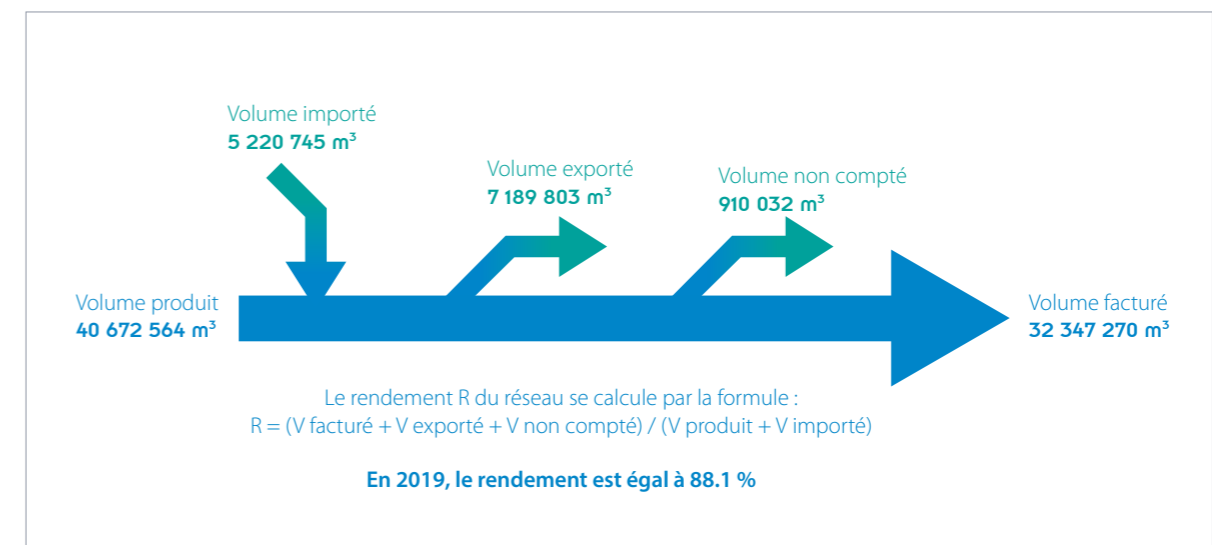 Volume importé
5 220 745 m³
Volume exporté
7 189 803 m³
Volume non compté
910 032 m³
Volume produit
40 672 564 m³
Volume facturé
32 347 270 m³
Le rendement R du réseau se calcule par la formule :
R = (V facturé + V exporté + V non compté) / (V produit + V importé)
En 2019, le rendement est égal à 88.1 %